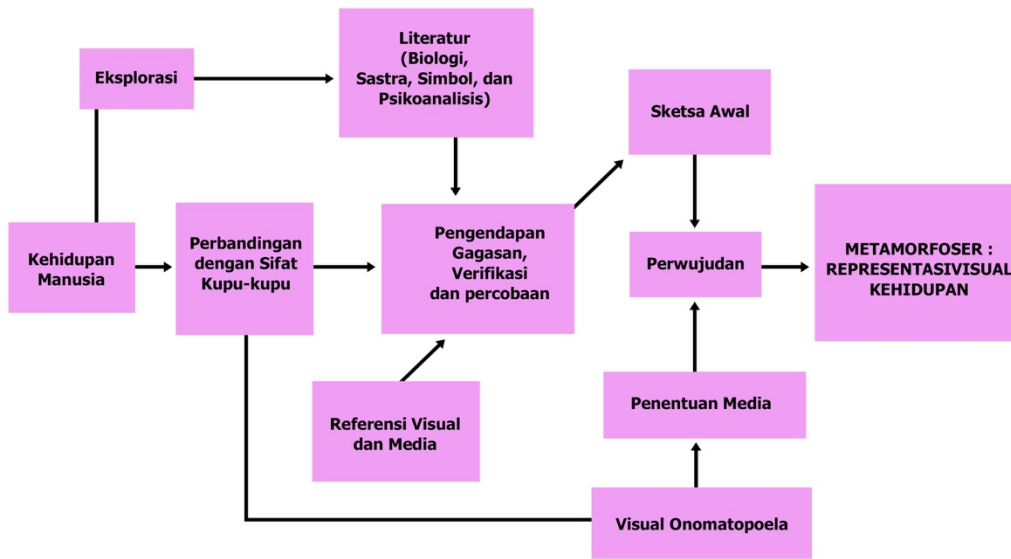 Eksplorasi
Literatur
(Biologi,
Sastra, Simbol, dan
Psikoanalisis)
Sketsa Awal
Kehidupan
Manusia
Perbandingan
dengan Sifat
Kupu-kupu
Pengendapan
Gagasan,
Verifikasi
dan percobaan
Perwujudan
METAMORFOSER :
REPRESENTASIVISUAL
KEHIDUPAN
Referensi Visual
dan Media
Penentuan Media
Visual Onomatopoela